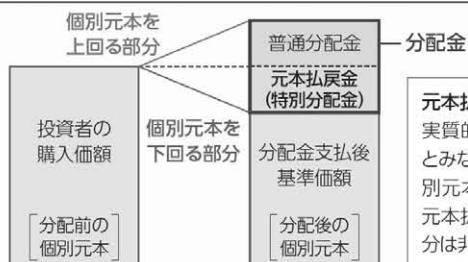 個別元本を
上回る部分
普通分配金
分配金
元本払戻金
(特別分配金)
投資者の
購入価額
個別元本を
下回る部分
分配金支払後
基準価額
分配前の
個別元本
分配後の
個別元本
元本払
実質的
とみな
別元本
元本払
分は非